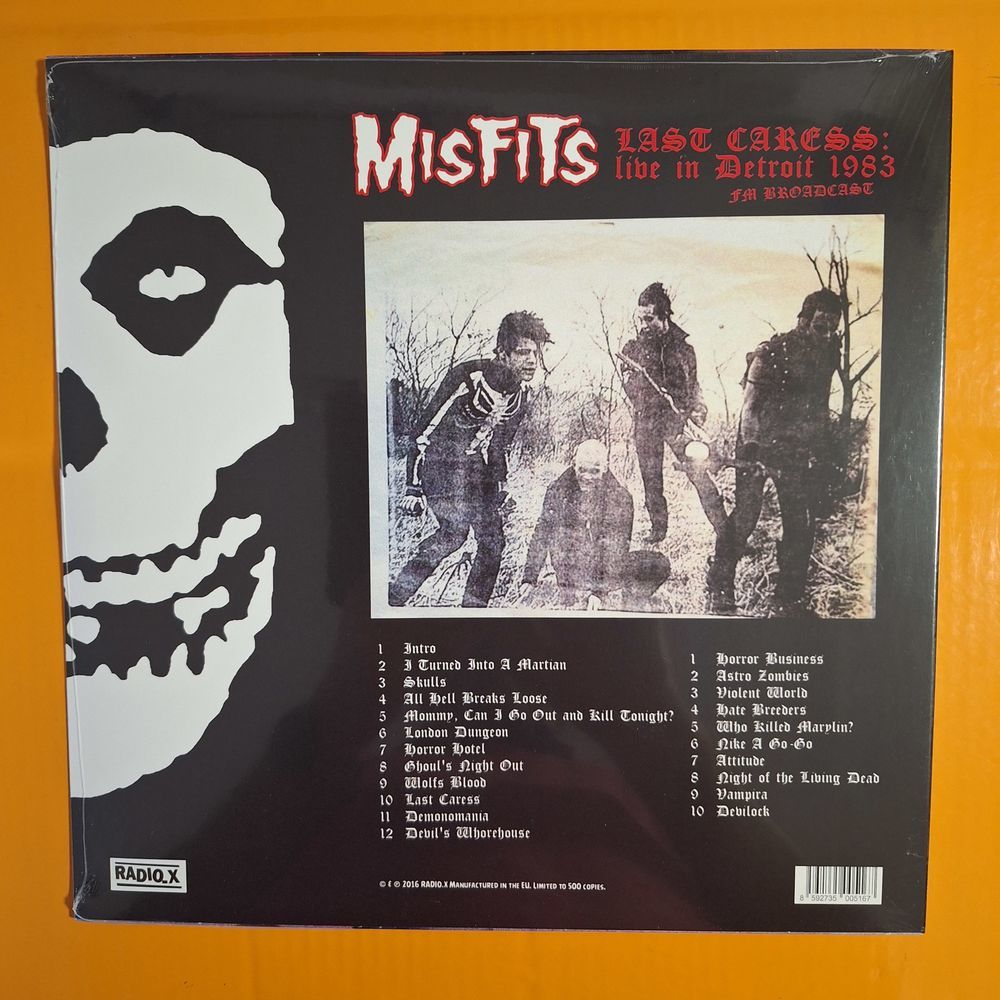 MISFITS
LAST CARESS:
live in Detroit 1983
FM BROADCAST
1 Intro
2 I Turned Into A Martian
3 Skulls
4 All Hell Breaks Loose
5 Mommy, Can I Go Out and Kill Tonight?
6 London Dungeon
7 Horror Hotel
8 Ghoul's Night Out
9 Wolfs Blood
10 Last Caress
11 Demonomania
12 Devil's Whorehouse
1 Horror Business
2 Astro Zombies
3 Violent World
4 Hate Breeders
5 Who Killed Marylin?
6 Nike A Go-Go
7 Attitude
8 Night of the Living Dead
9 Vampira
10 Devilock
RADIO_X
© & ℗ 2016 RADIO_X MANUFACTURED IN THE EU. LIMITED TO 500 COPIES.
8 592735 005167